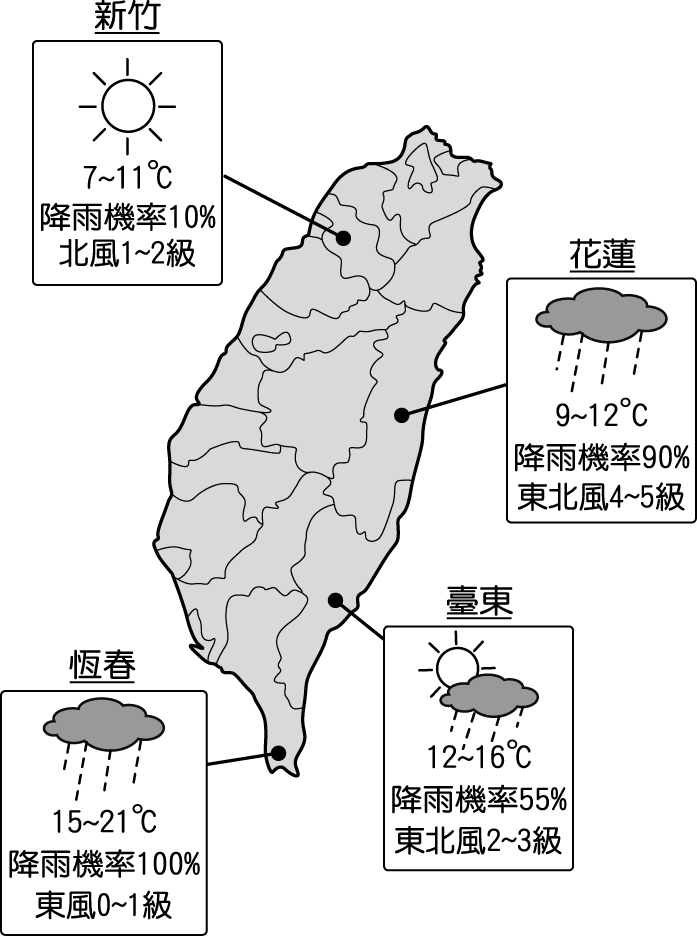 新竹
7~11℃
降雨機率10%
北風1~2級
花蓮
9~12℃
降雨機率90%
東北風4~5級
臺東
12~16℃
降雨機率55%
東北風2~3級
恆春
15~21℃
降雨機率100%
東風0~1級